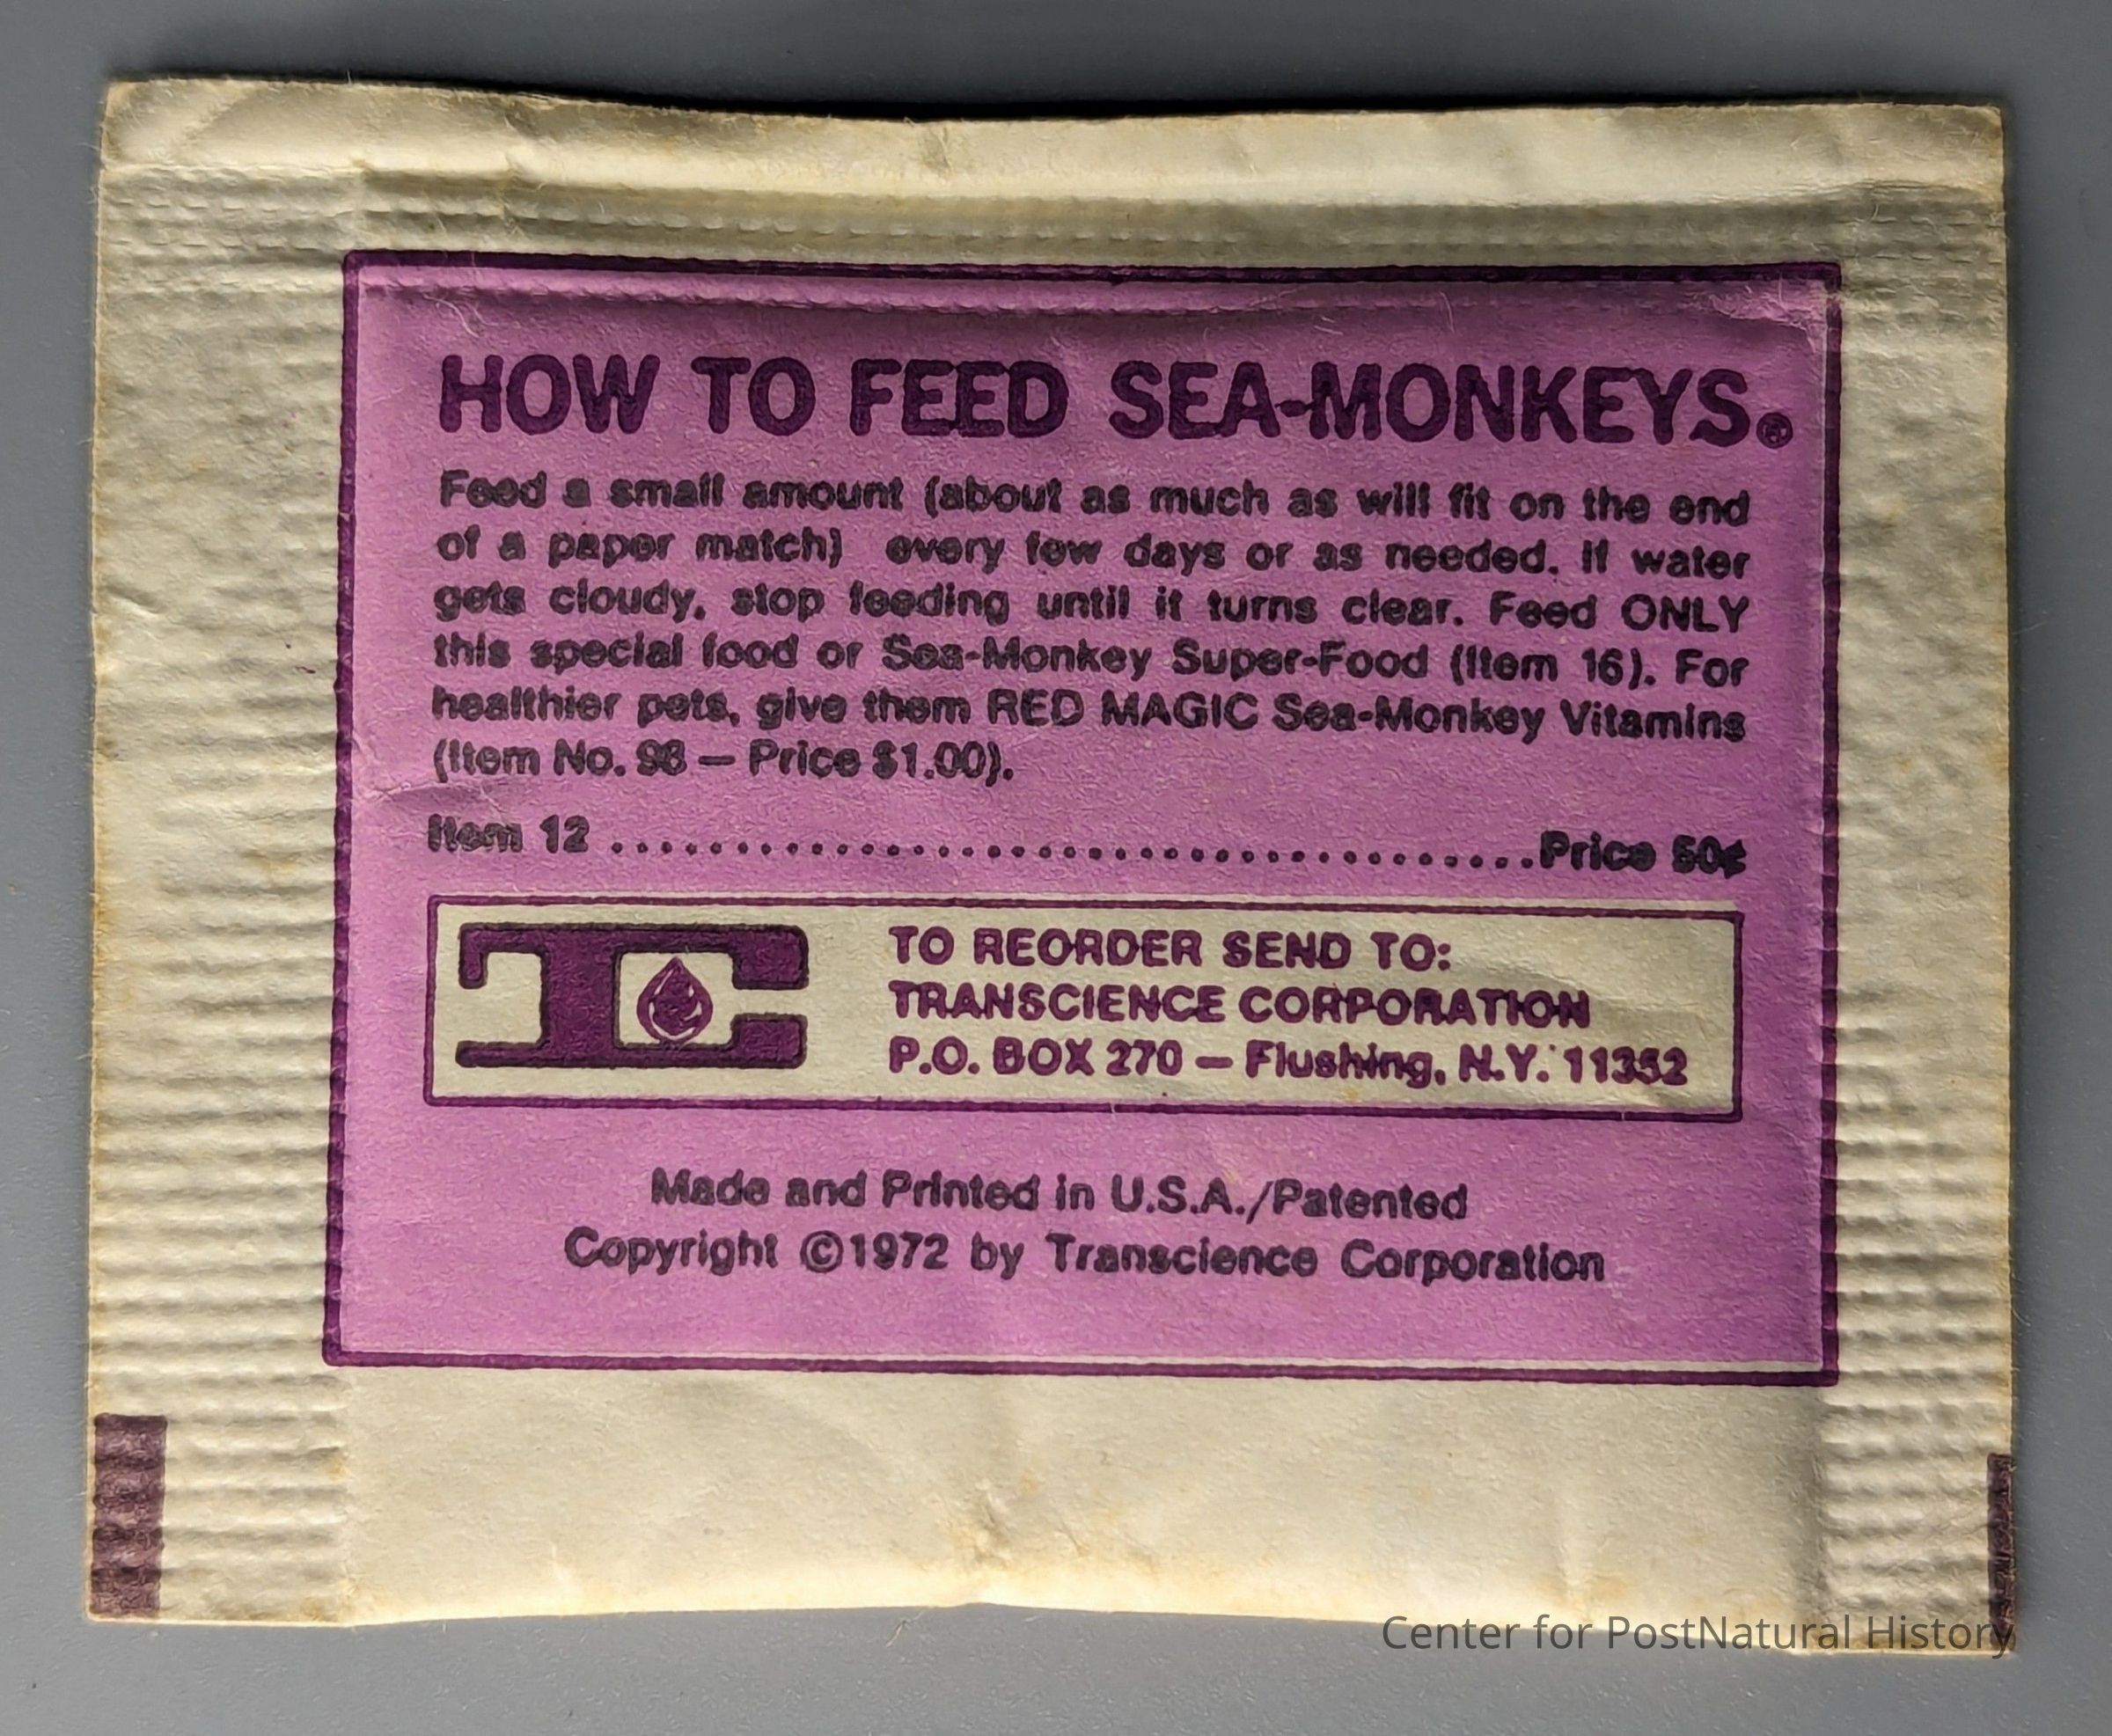 HOW TO FEED SEA-MONKEYS®
Feed a small amount (about as much as will fit on the end
of a paper match) every few days or as needed. If water
gets cloudy, stop feeding until it turns clear. Feed ONLY
this special food or Sea-Monkey Super-Food (Item 16). For
healthier pets, give them RED MAGIC Sea-Monkey Vitamins
(Item No. 98 — Price $1.00).
Item 12 ......................................Price 50¢
TC
TO REORDER SEND TO:
TRANSCIENCE CORPORATION
P.O. BOX 270 — Flushing, N.Y. 11352
Made and Printed in U.S.A./Patented
Copyright ©1972 by Transcience Corporation
Center for PostNatural History